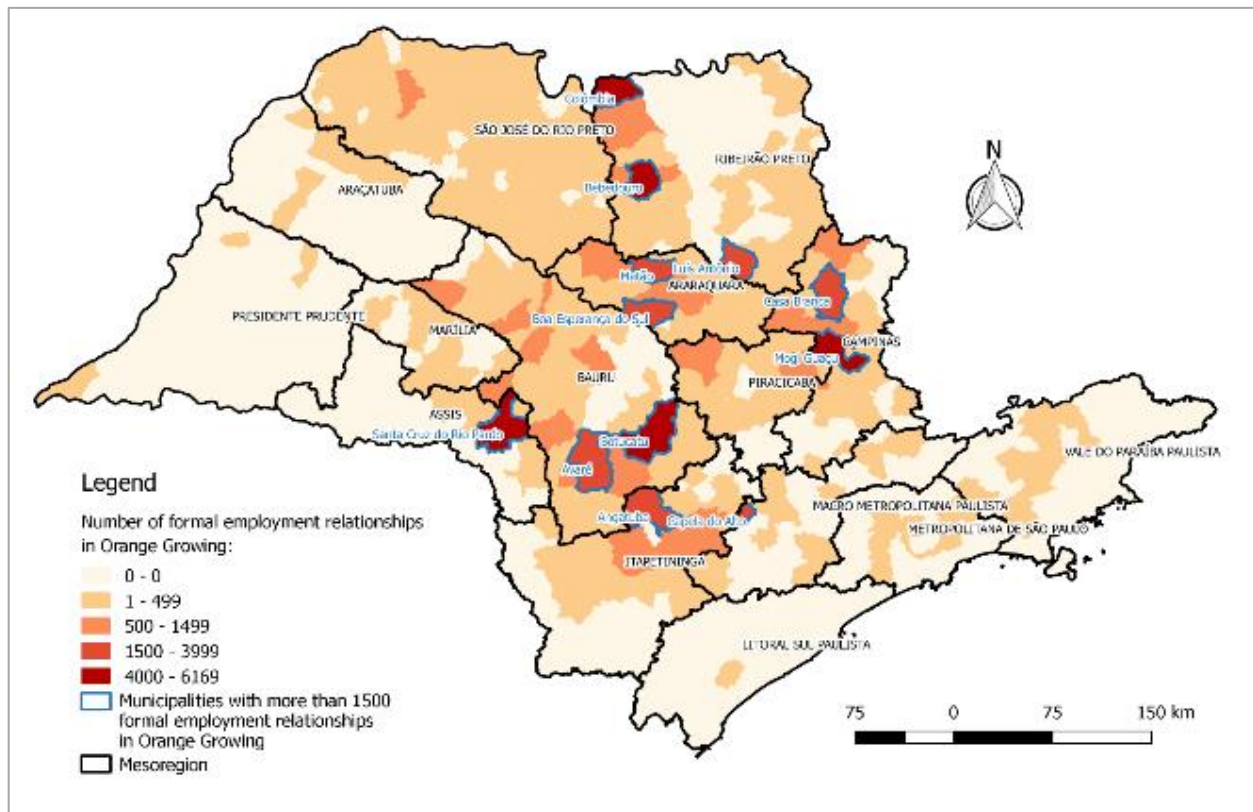 Colômbia
SÃO JOSÉ DO RIO PRETO
N
RIBEIRÃO PRETO
ARAÇATUBA
Bebedouro
Matão
Luís Antônio
ARARAQUARA
Casa Branca
PRESIDENTE PRUDENTE
Boa Esperança do Sul
MARÍLIA
CAMPINAS
Mogi Guaçu
BAURU
PIRACICABA
ASSIS
Santa Cruz do Rio Pardo
Botucatu
VALE DO PARAÍBA PAULISTA
Avaré
Legend
MACRO METROPOLITANA PAULISTA
Angatuba
Capela do Alto
Number of formal employment relationships
METROPOLITANA DE SÃO PAULO
in Orange Growing:
ITAPETININGA
0 - 0
1 - 499
500 - 1499
LITORAL SUL PAULISTA
1500 - 3999
4000 - 6169
Municipalities with more than 1500
formal employment relationships
in Orange Growing
75 0 75 150 km
Mesoregion